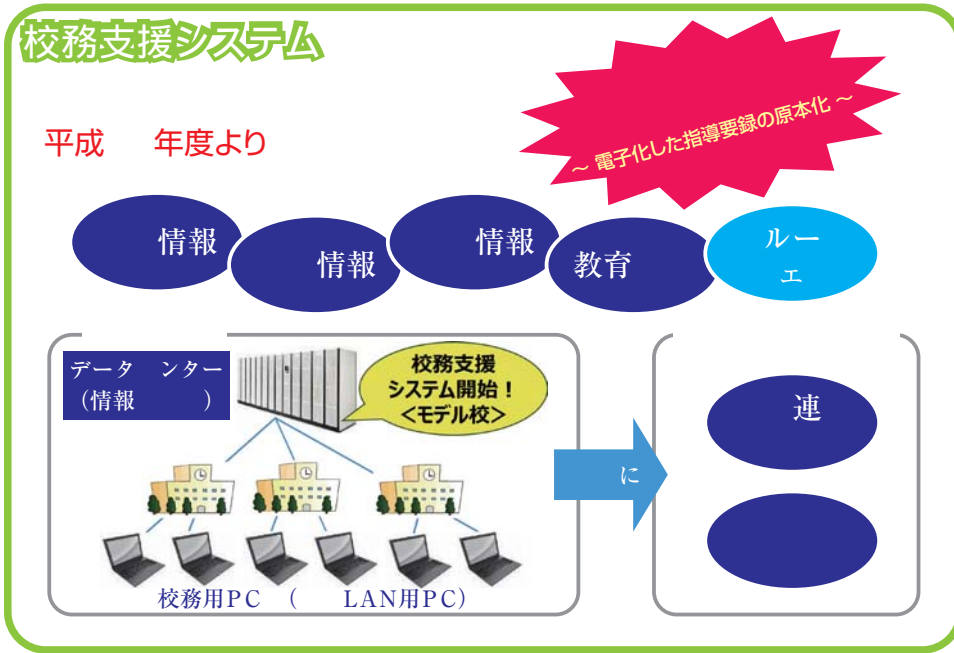 校務支援システム
～ 電子化した指導要録の原本化 ～
平成　　年度より
情報
情報
情報
教育
ルー
エ
データ　ンター
（情報　　　）
校務支援
システム開始！
＜モデル校＞
に
連
校務用PC　（　　LAN用PC）